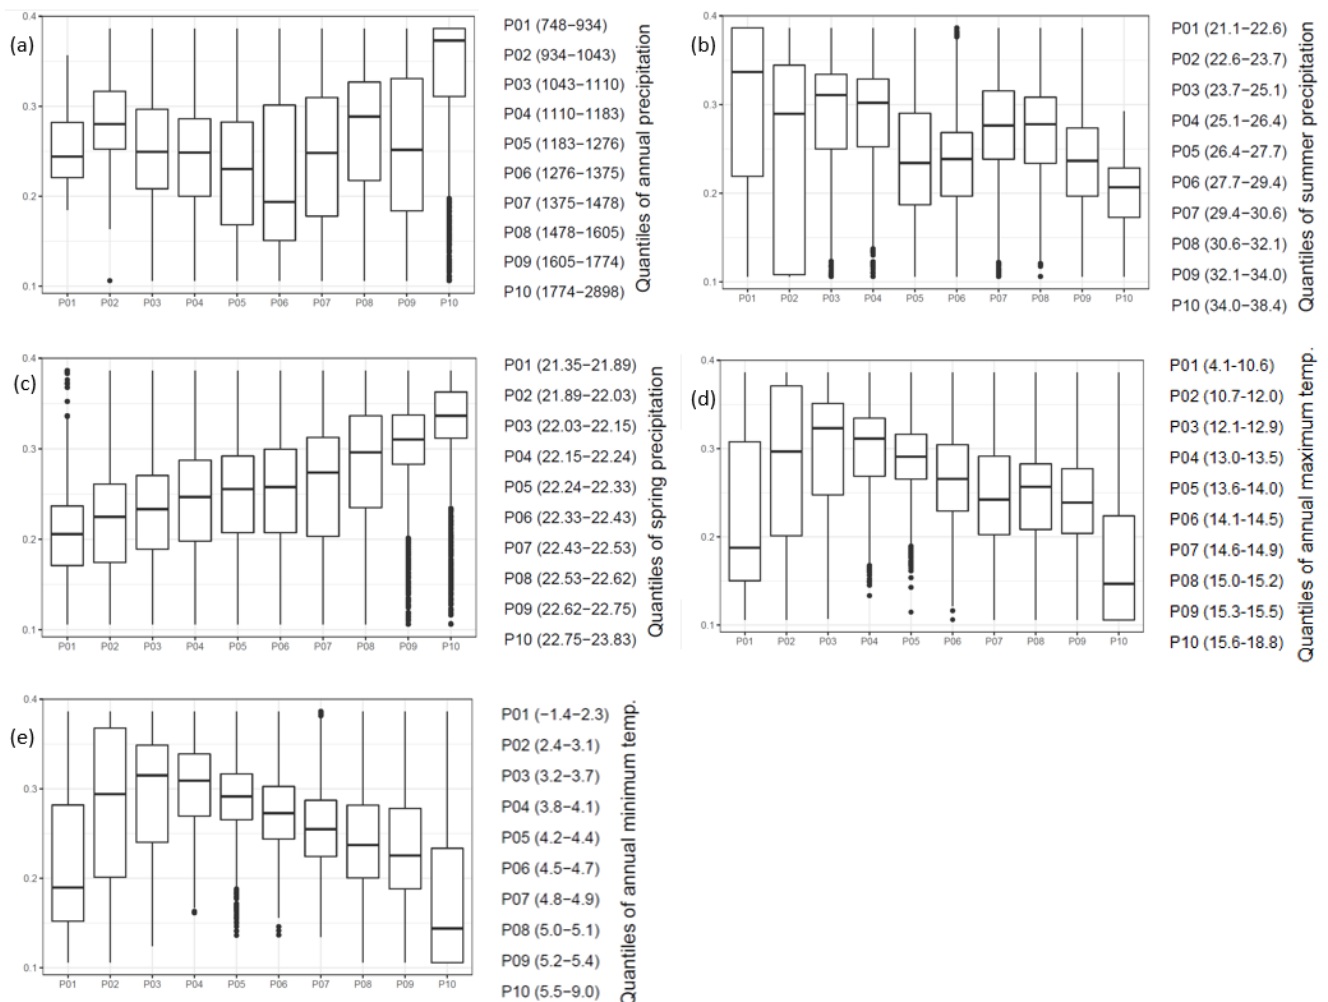 (a)
0.4
0.3
0.2
0.1
P01 P02 P03 P04 P05 P06 P07 P08 P09 P10
P01 (748−934)
P02 (934−1043)
P03 (1043−1110)
P04 (1110−1183)
P05 (1183−1276)
P06 (1276−1375)
P07 (1375−1478)
P08 (1478−1605)
P09 (1605−1774)
P10 (1774−2898)
Quantiles of annual precipitation
(b)
0.4
0.3
0.2
0.1
P01 P02 P03 P04 P05 P06 P07 P08 P09 P10
P01 (21.1−22.6)
P02 (22.6−23.7)
P03 (23.7−25.1)
P04 (25.1−26.4)
P05 (26.4−27.7)
P06 (27.7−29.4)
P07 (29.4−30.6)
P08 (30.6−32.1)
P09 (32.1−34.0)
P10 (34.0−38.4)
Quantiles of summer precipitation
(c)
0.4
0.3
0.2
0.1
P01 P02 P03 P04 P05 P06 P07 P08 P09 P10
P01 (21.35−21.89)
P02 (21.89−22.03)
P03 (22.03−22.15)
P04 (22.15−22.24)
P05 (22.24−22.33)
P06 (22.33−22.43)
P07 (22.43−22.53)
P08 (22.53−22.62)
P09 (22.62−22.75)
P10 (22.75−23.83)
Quantiles of spring precipitation
(d)
0.4
0.3
0.2
0.1
P01 P02 P03 P04 P05 P06 P07 P08 P09 P10
P01 (4.1-10.6)
P02 (10.7-12.0)
P03 (12.1-12.9)
P04 (13.0-13.5)
P05 (13.6-14.0)
P06 (14.1-14.5)
P07 (14.6-14.9)
P08 (15.0-15.2)
P09 (15.3-15.5)
P10 (15.6-18.8)
Quantiles of annual maximum temp.
(e)
0.4
0.3
0.2
0.1
P01 P02 P03 P04 P05 P06 P07 P08 P09 P10
P01 (−1.4−2.3)
P02 (2.4−3.1)
P03 (3.2−3.7)
P04 (3.8−4.1)
P05 (4.2−4.4)
P06 (4.5−4.7)
P07 (4.8−4.9)
P08 (5.0−5.1)
P09 (5.2−5.4)
P10 (5.5−9.0)
Quantiles of annual minimum temp.